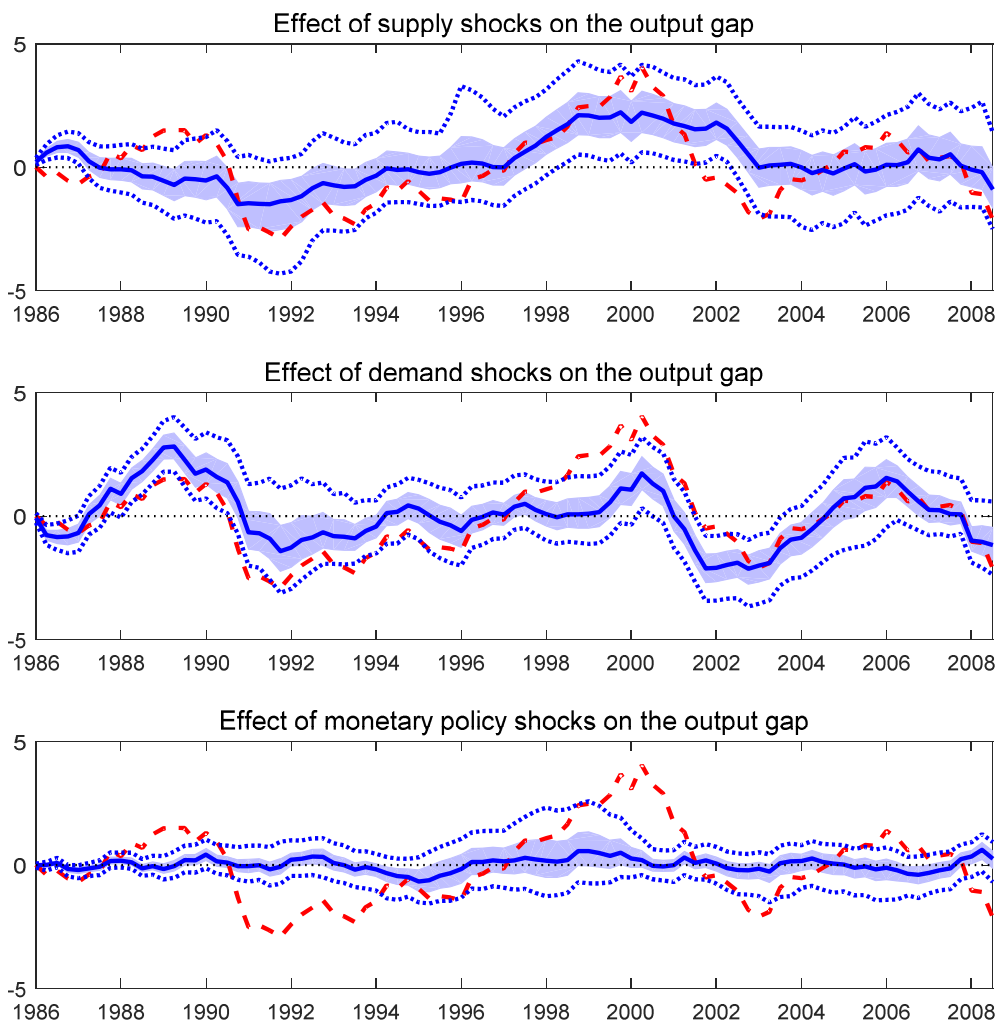 Effect of supply shocks on the output gap
5
0
-5
1986 1988 1990 1992 1994 1996 1998 2000 2002 2004 2006 2008
Effect of demand shocks on the output gap
5
0
-5
1986 1988 1990 1992 1994 1996 1998 2000 2002 2004 2006 2008
Effect of monetary policy shocks on the output gap
5
0
-5
1986 1988 1990 1992 1994 1996 1998 2000 2002 2004 2006 2008